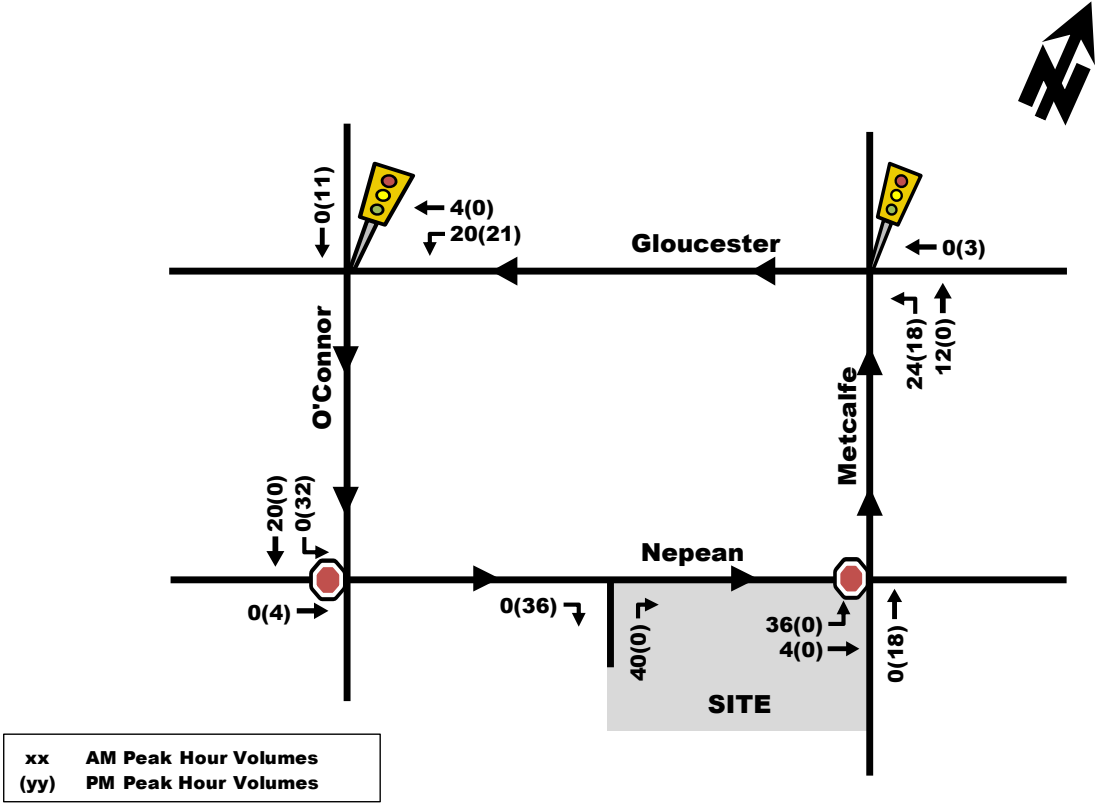 0(11)
4(0)
20(21)
Gloucester
0(3)
24(18)
12(0)
O'Connor
Metcalfe
20(0)
0(32)
Nepean
0(4)
0(36)
40(0)
36(0)
4(0)
0(18)
SITE
xx AM Peak Hour Volumes
(yy) PM Peak Hour Volumes